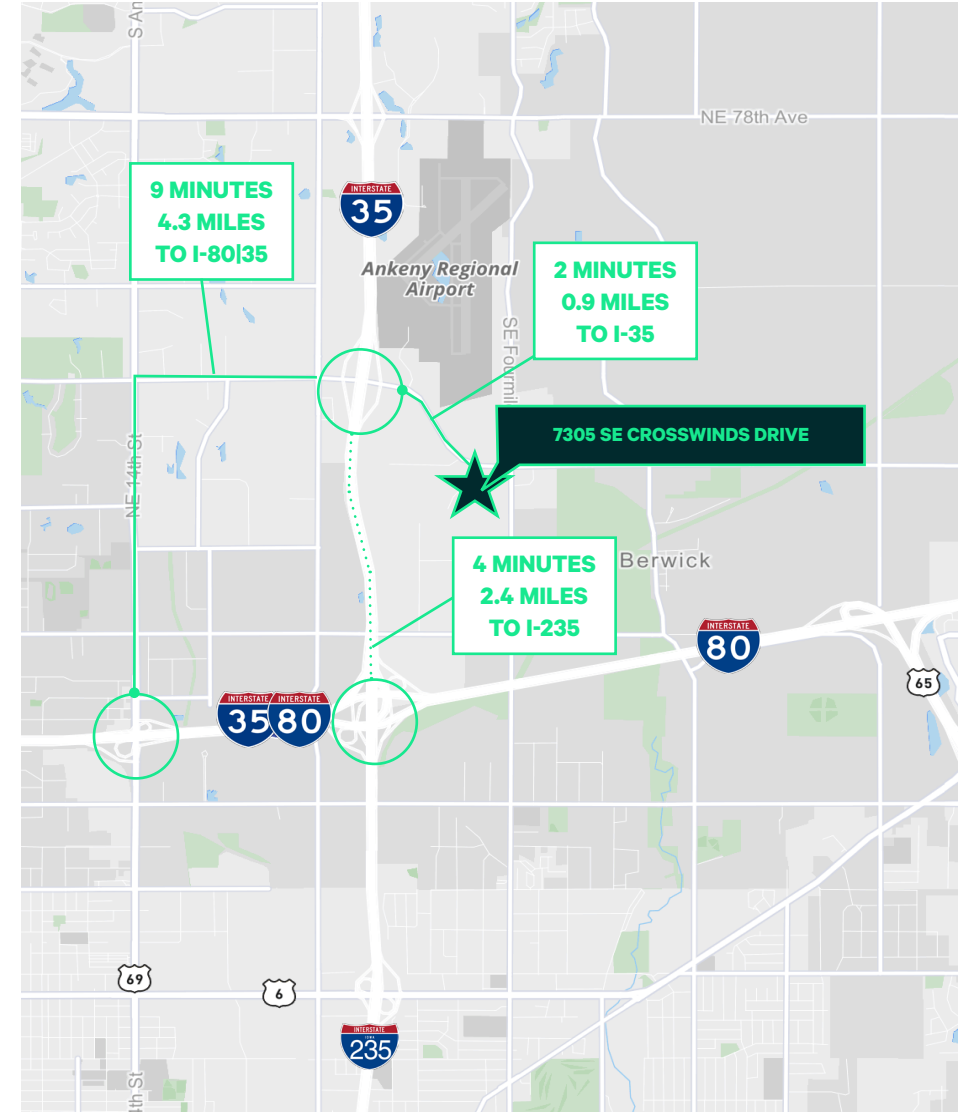 S An
NE 78th Ave
9 MINUTES
4.3 MILES
TO I-80|35
INTERSTATE
35
Ankeny Regional
Airport
2 MINUTES
0.9 MILES
TO I-35
SE Fourmil
7305 SE CROSSWINDS DRIVE
NE 14th St
4 MINUTES
2.4 MILES
TO I-235
Berwick
INTERSTATE
80
65
INTERSTATE
35
INTERSTATE
80
69
6
INTERSTATE
IOWA
235
4th St